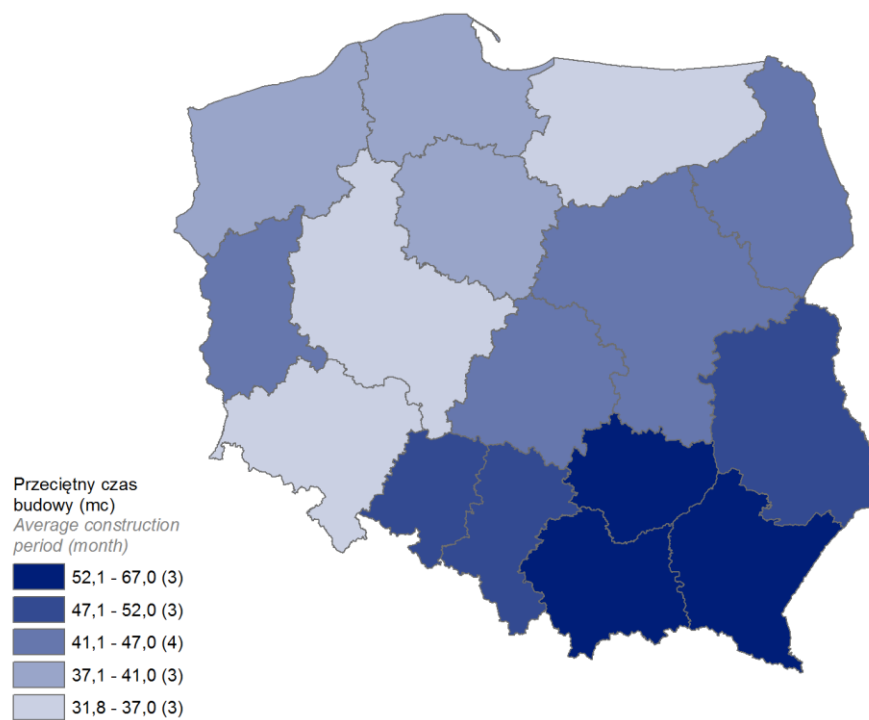 Przeciętny czas
budowy (mc)
Average construction
period (month)
52,1 - 67,0 (3)
47,1 - 52,0 (3)
41,1 - 47,0 (4)
37,1 - 41,0 (3)
31,8 - 37,0 (3)